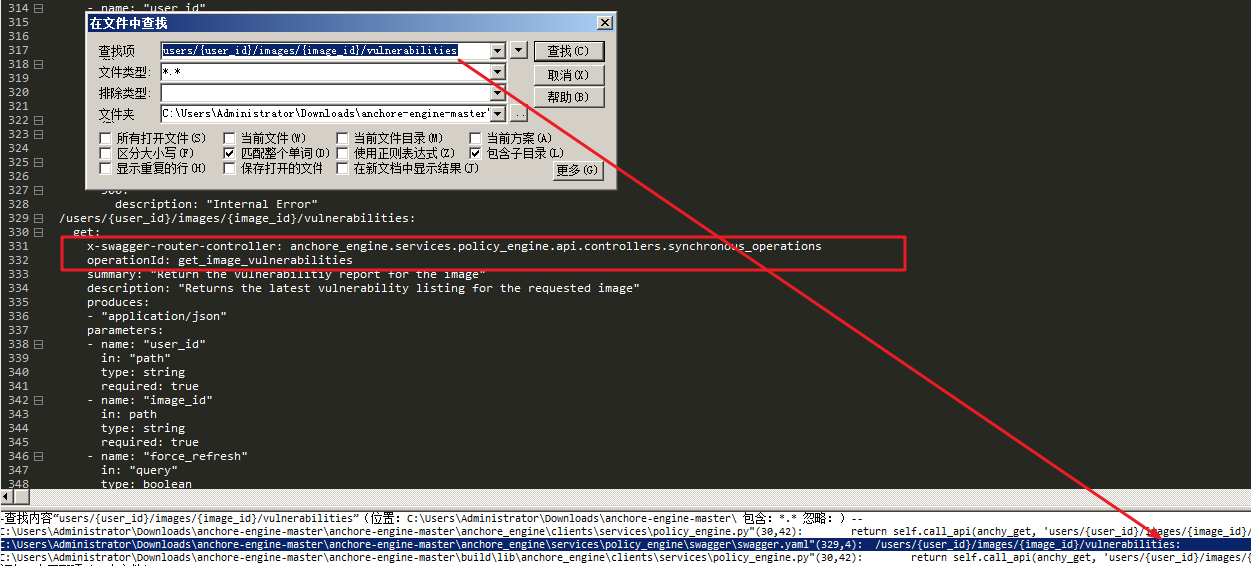 314 - name: "user_id"
315
316
317
318
319
320
321
322
323
324
325
326
327
328 description: "Internal Error"
329 /users/{user_id}/images/{image_id}/vulnerabilities:
330 get:
331 x-swagger-router-controller: anchore_engine.services.policy_engine.api.controllers.synchronous_operations
332 operationId: get_image_vulnerabilities
333 summary: "Return the vulnerabilitiy report for the image"
334 description: "Returns the latest vulnerability listing for the requested image"
335 produces:
336 - "application/json"
337 parameters:
338 - name: "user_id"
339 in: "path"
340 type: string
341 required: true
342 - name: "image_id"
343 in: path
344 type: string
345 required: true
346 - name: "force_refresh"
347 in: "query"
348 type: boolean
在文件中查找
查找项 users/{user_id}/images/{image_id}/vulnerabilities 查找(C)
文件类型: *.* 取消(X)
排除类型: 帮助(B)
文件夹 C:\Users\Administrator\Downloads\anchore-engine-master\ ..
所有打开文件(S) 当前文件(W) 当前文件目录(M) 当前方案(A)
区分大小写(F) 匹配整个单词(D) 使用正则表达式(Z) 包含子目录(L)
显示重复的行(H) 保存打开的文件 在新文档中显示结果(J) 更多(G)
-查找内容“users/{user_id}/images/{image_id}/vulnerabilities” (位置: C:\Users\Administrator\Downloads\anchore-engine-master\ 包含: *.* 忽略: ) --
C:\Users\Administrator\Downloads\anchore-engine-master\anchore-engine-master\anchore_engine\clients\services\policy_engine.py"(30,42): return self.call_api(anchy_get, 'users/{user_id}/images/{image_id}/
C:\Users\Administrator\Downloads\anchore-engine-master\anchore-engine-master\anchore_engine\services\policy_engine\swagger\swagger.yaml"(329,4): /users/{user_id}/images/{image_id}/vulnerabilities:
C:\Users\Administrator\Downloads\anchore-engine-master\anchore-engine-master\build\lib\anchore_engine\clients\services\policy_engine.py"(30,42): return self.call_api(anchy_get, 'users/{user_id}/images/